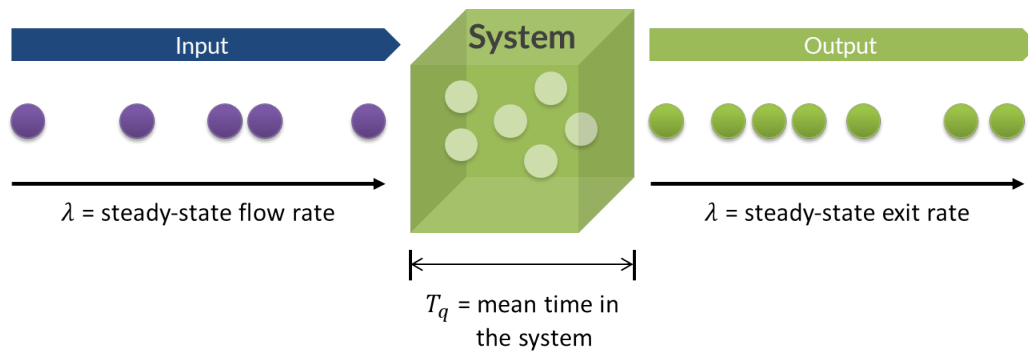 Input
System
Output
λ = steady-state flow rate
λ = steady-state exit rate
T_q = mean time in
the system